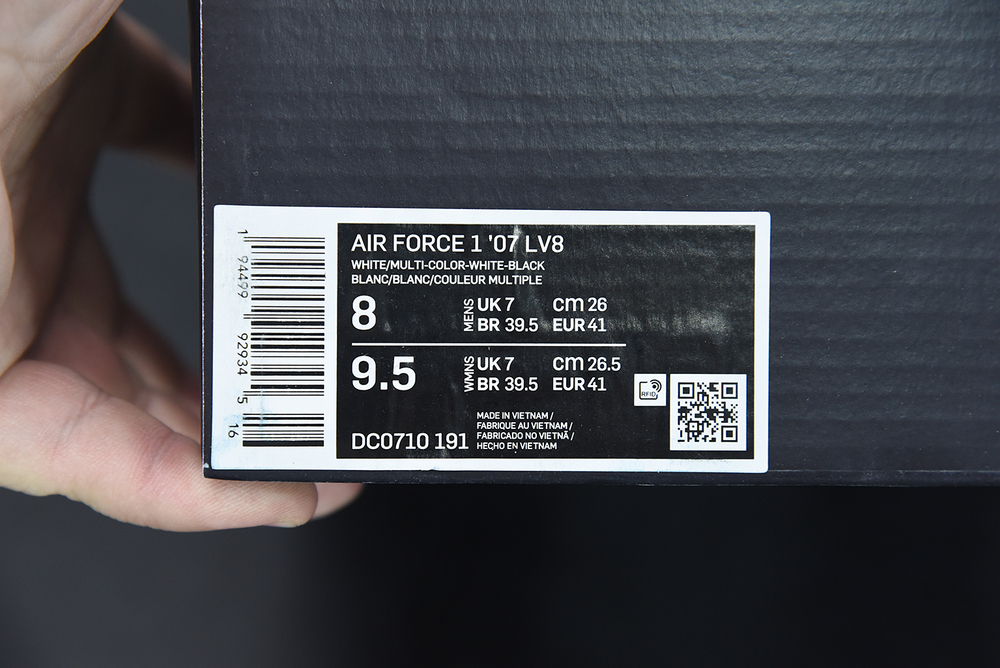 1 94499 92934 5 16
AIR FORCE 1 '07 LV8
WHITE/MULTI-COLOR-WHITE-BLACK
BLANC/BLANC/COULEUR MULTIPLE
8 MENS UK 7 cm 26
BR 39.5 EUR 41
9.5 WMNS UK 7 cm 26.5
BR 39.5 EUR 41
RFID
MADE IN VIETNAM /
FABRIQUE AU VIETNAM /
FABRICADO NO VIETNÃ /
HECHO EN VIETNAM
DC0710 191